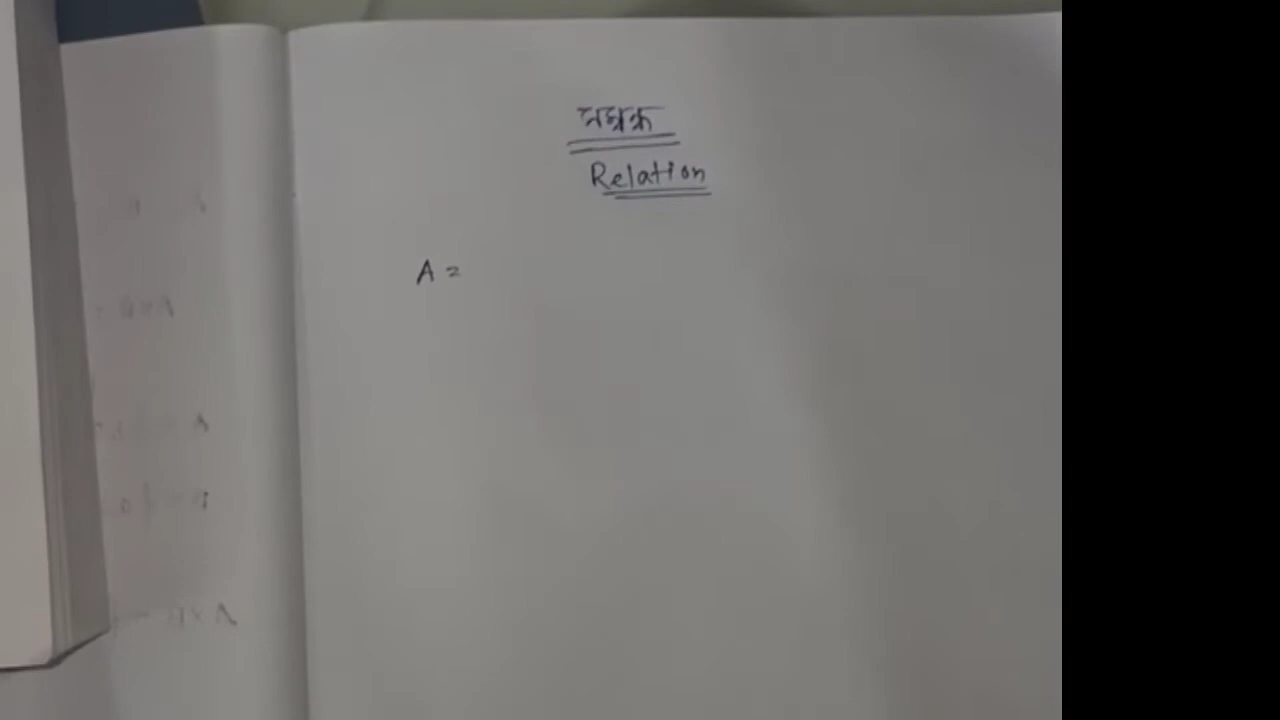 সম্বন্ধ
Relation
A =